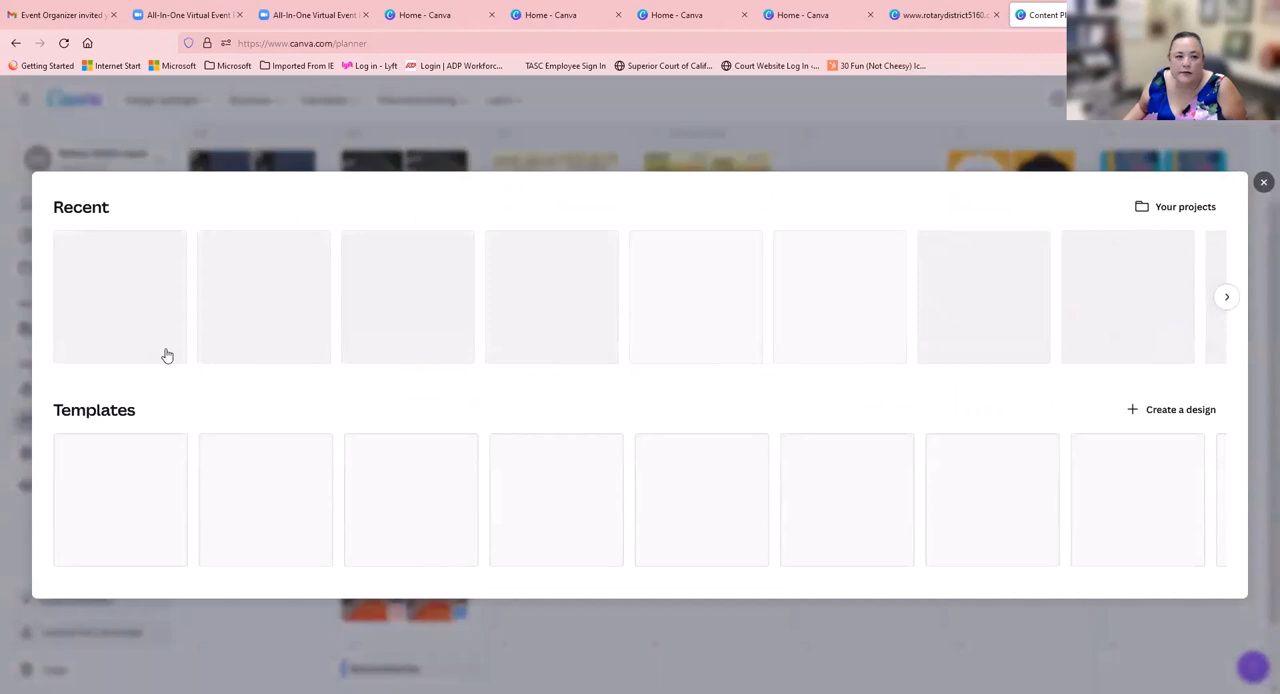 Event Organizer invited y
All-In-One Virtual Event P
All-In-One Virtual Event P
Home - Canva
Home - Canva
Home - Canva
Home - Canva
www.rotarydistrict5160.c
Content Pl
https://www.canva.com/planner
Getting Started
Internet Start
Microsoft
Microsoft
Imported From IE
Log in - Lyft
Login | ADP Work
TASC Employee Sign In
Superior Court of Calif...
Court Website Log In -...
30 Fun (Not Cheesy) Ic...
Recent
Your projects
Templates
Create a design